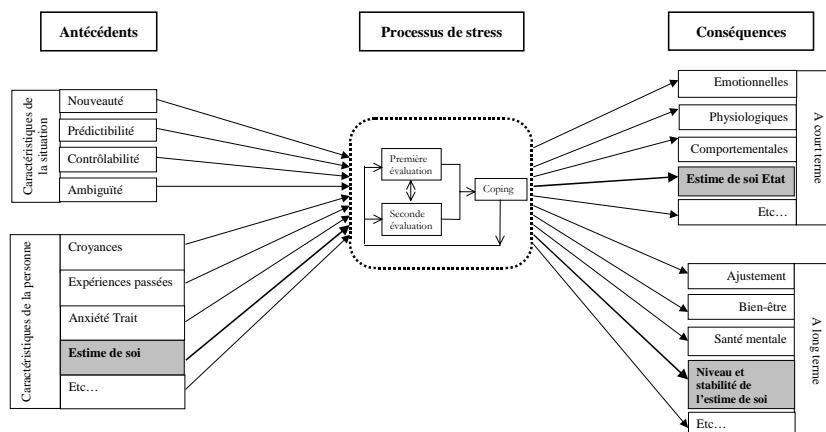 Antécédents
Processus de stress
Conséquences
Caractéristiques de
la situation
Nouveauté
Prédictibilité
Contrôlabilité
Ambiguïté
Caractéristiques de la personne
Croyances
Expériences passées
Anxiété Trait
Estime de soi
Etc…
Première
évaluation
Seconde
évaluation
Coping
Emotionnelles
Physiologiques
Comportementales
Estime de soi Etat
Etc…
A court terme
Ajustement
Bien-être
Santé mentale
Niveau et
stabilité de
l’estime de soi
Etc…
A long terme